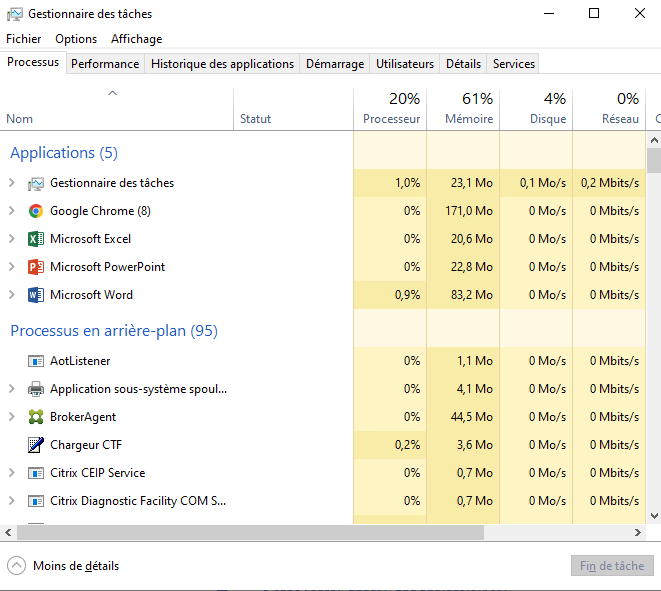 Gestionnaire des tâches
Fichier Options Affichage
Processus Performance Historique des applications Démarrage Utilisateurs Détails Services
20% 61% 4% 0%
Nom Statut Processeur Mémoire Disque Réseau
Applications (5)
Gestionnaire des tâches 1,0% 23,1 Mo 0,1 Mo/s 0,2 Mbits/s
Google Chrome (8) 0% 171,0 Mo 0 Mo/s 0 Mbits/s
Microsoft Excel 0% 20,6 Mo 0 Mo/s 0 Mbits/s
Microsoft PowerPoint 0% 22,8 Mo 0 Mo/s 0 Mbits/s
Microsoft Word 0,9% 83,2 Mo 0 Mo/s 0 Mbits/s
Processus en arrière-plan (95)
AotListener 0% 1,1 Mo 0 Mo/s 0 Mbits/s
Application sous-système spoul... 0% 4,1 Mo 0 Mo/s 0 Mbits/s
BrokerAgent 0% 44,5 Mo 0 Mo/s 0 Mbits/s
Chargeur CTF 0,2% 3,6 Mo 0 Mo/s 0 Mbits/s
Citrix CEIP Service 0% 0,7 Mo 0 Mo/s 0 Mbits/s
Citrix Diagnostic Facility COM S... 0% 0,7 Mo 0 Mo/s 0 Mbits/s
Moins de détails Fin de tâche